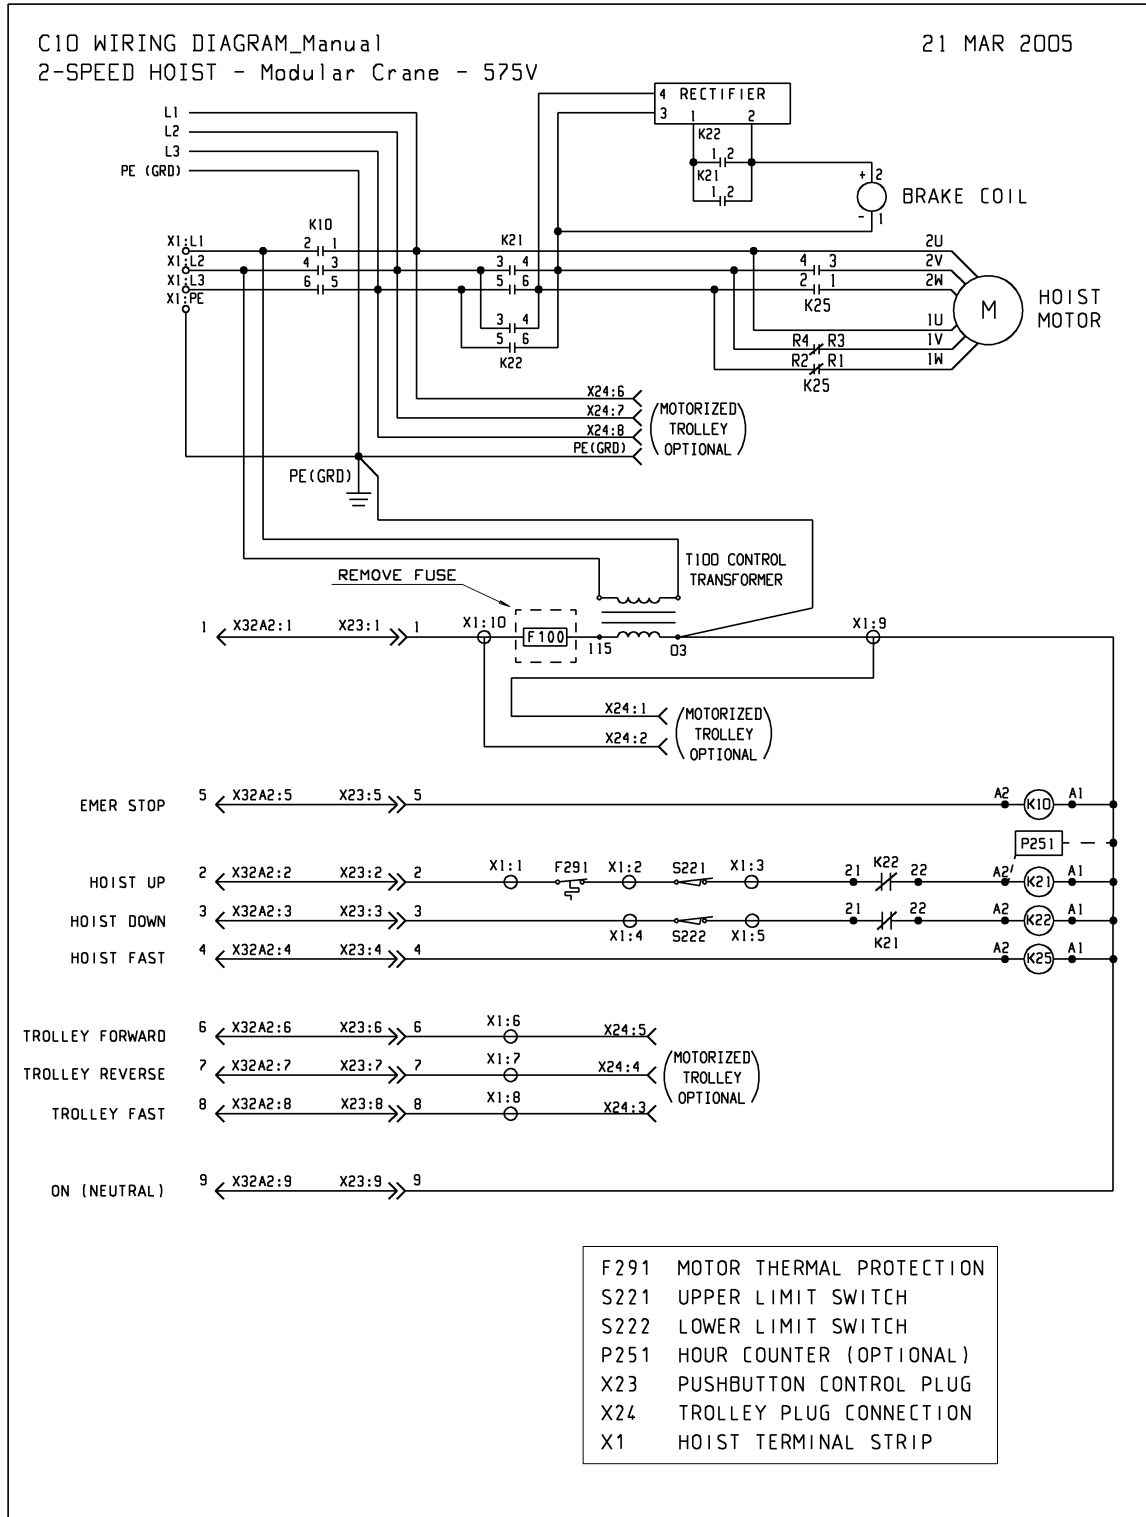 C10 WIRING DIAGRAM_Manual
21 MAR 2005
2-SPEED HOIST - Modular Crane - 575V
4 RECTIFIER
3 1 2
L1
L2
L3
PE (GRD)
K22
1 2
K21
1 2
+ 2
- 1
BRAKE COIL
K10
K21
X1:L1 2 1 2U
X1:L2 4 3 3 4 4 3 2V
X1:L3 6 5 5 6 2 1 2W
X1:PE
K25
M
HOIST
MOTOR
3 4 1U
5 6 R4 R3 1V
K22 R2 R1 1W
K25
X24:6
X24:7
X24:8
PE(GRD)
(MOTORIZED
TROLLEY
OPTIONAL)
PE(GRD)
T100 CONTROL
TRANSFORMER
REMOVE FUSE
1 X32A2:1 X23:1 1 X1:10 F100 X1:9
115 03
X24:1
X24:2
(MOTORIZED
TROLLEY
OPTIONAL)
EMER STOP 5 X32A2:5 X23:5 5 A2 K10 A1
P251
HOIST UP 2 X32A2:2 X23:2 2 X1:1 F291 X1:2 S221 X1:3 21 K22 22 A2 K21 A1
HOIST DOWN 3 X32A2:3 X23:3 3 X1:4 S222 X1:5 21 K21 22 A2 K22 A1
HOIST FAST 4 X32A2:4 X23:4 4 A2 K25 A1
TROLLEY FORWARD 6 X32A2:6 X23:6 6 X1:6 X24:5
TROLLEY REVERSE 7 X32A2:7 X23:7 7 X1:7 X24:4
TROLLEY FAST 8 X32A2:8 X23:8 8 X1:8 X24:3
(MOTORIZED
TROLLEY
OPTIONAL)
ON (NEUTRAL) 9 X32A2:9 X23:9 9
F291 MOTOR THERMAL PROTECTION
S221 UPPER LIMIT SWITCH
S222 LOWER LIMIT SWITCH
P251 HOUR COUNTER (OPTIONAL)
X23 PUSHBUTTON CONTROL PLUG
X24 TROLLEY PLUG CONNECTION
X1 HOIST TERMINAL STRIP